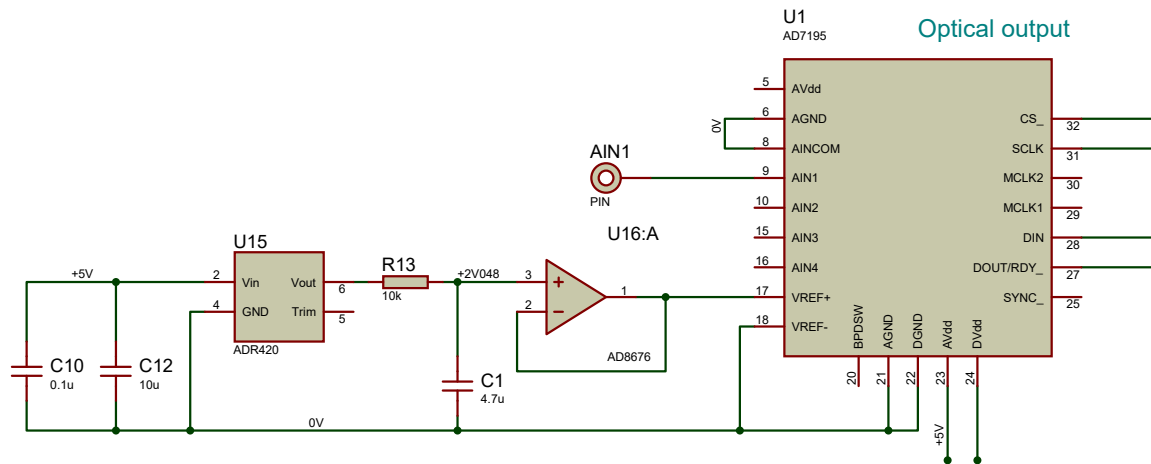 U1
AD7195
Optical output
5
AVdd
6
AGND
0V
8
AINCOM
AIN1
PIN
9
AIN1
10
AIN2
15
AIN3
16
AIN4
17
VREF+
18
VREF-
CS_
32
SCLK
31
MCLK2
30
MCLK1
29
DIN
28
DOUT/RDY_
27
SYNC_
25
BPDSW
AGND
DGND
AVdd
DVdd
20
21
22
23
24
+5V
U16:A
3
2
1
+
−
AD8676
U15
2
Vin
4
GND
Vout
6
Trim
5
ADR420
+5V
R13
10k
+2V048
C10
0.1u
C12
10u
C1
4.7u
0V